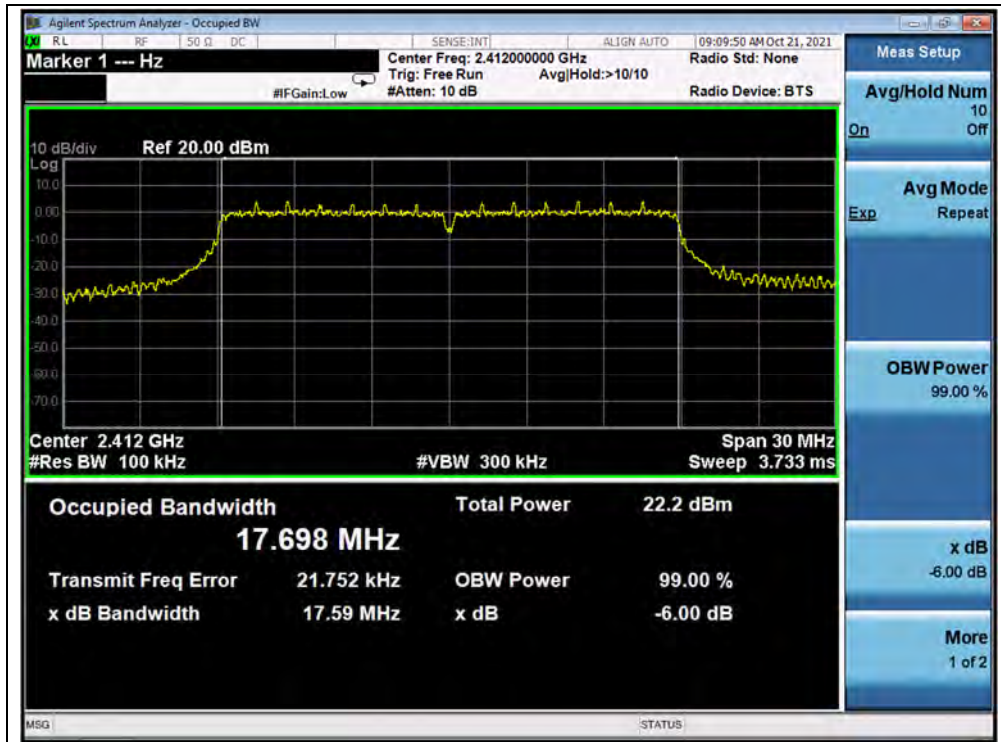 Agilent Spectrum Analyzer - Occupied BW
LXI RL RF 50 Ω DC SENSE:INT ALIGN AUTO 09:09:50 AM Oct 21, 2021
Marker 1 --- Hz
Center Freq: 2.412000000 GHz
Radio Std: None
Trig: Free Run Avg|Hold:>10/10
#IFGain:Low #Atten: 10 dB Radio Device: BTS
10 dB/div Ref 20.00 dBm
Log
10.0
0.00
-10.0
-20.0
-30.0
-40.0
-50.0
-60.0
-70.0
Center 2.412 GHz Span 30 MHz
#Res BW 100 kHz #VBW 300 kHz Sweep 3.733 ms
Occupied Bandwidth Total Power 22.2 dBm
17.698 MHz
Transmit Freq Error 21.752 kHz OBW Power 99.00 %
x dB Bandwidth 17.59 MHz x dB -6.00 dB
MSG STATUS
Meas Setup
Avg/Hold Num
10
On Off
Avg Mode
Exp Repeat
OBW Power
99.00 %
x dB
-6.00 dB
More
1 of 2